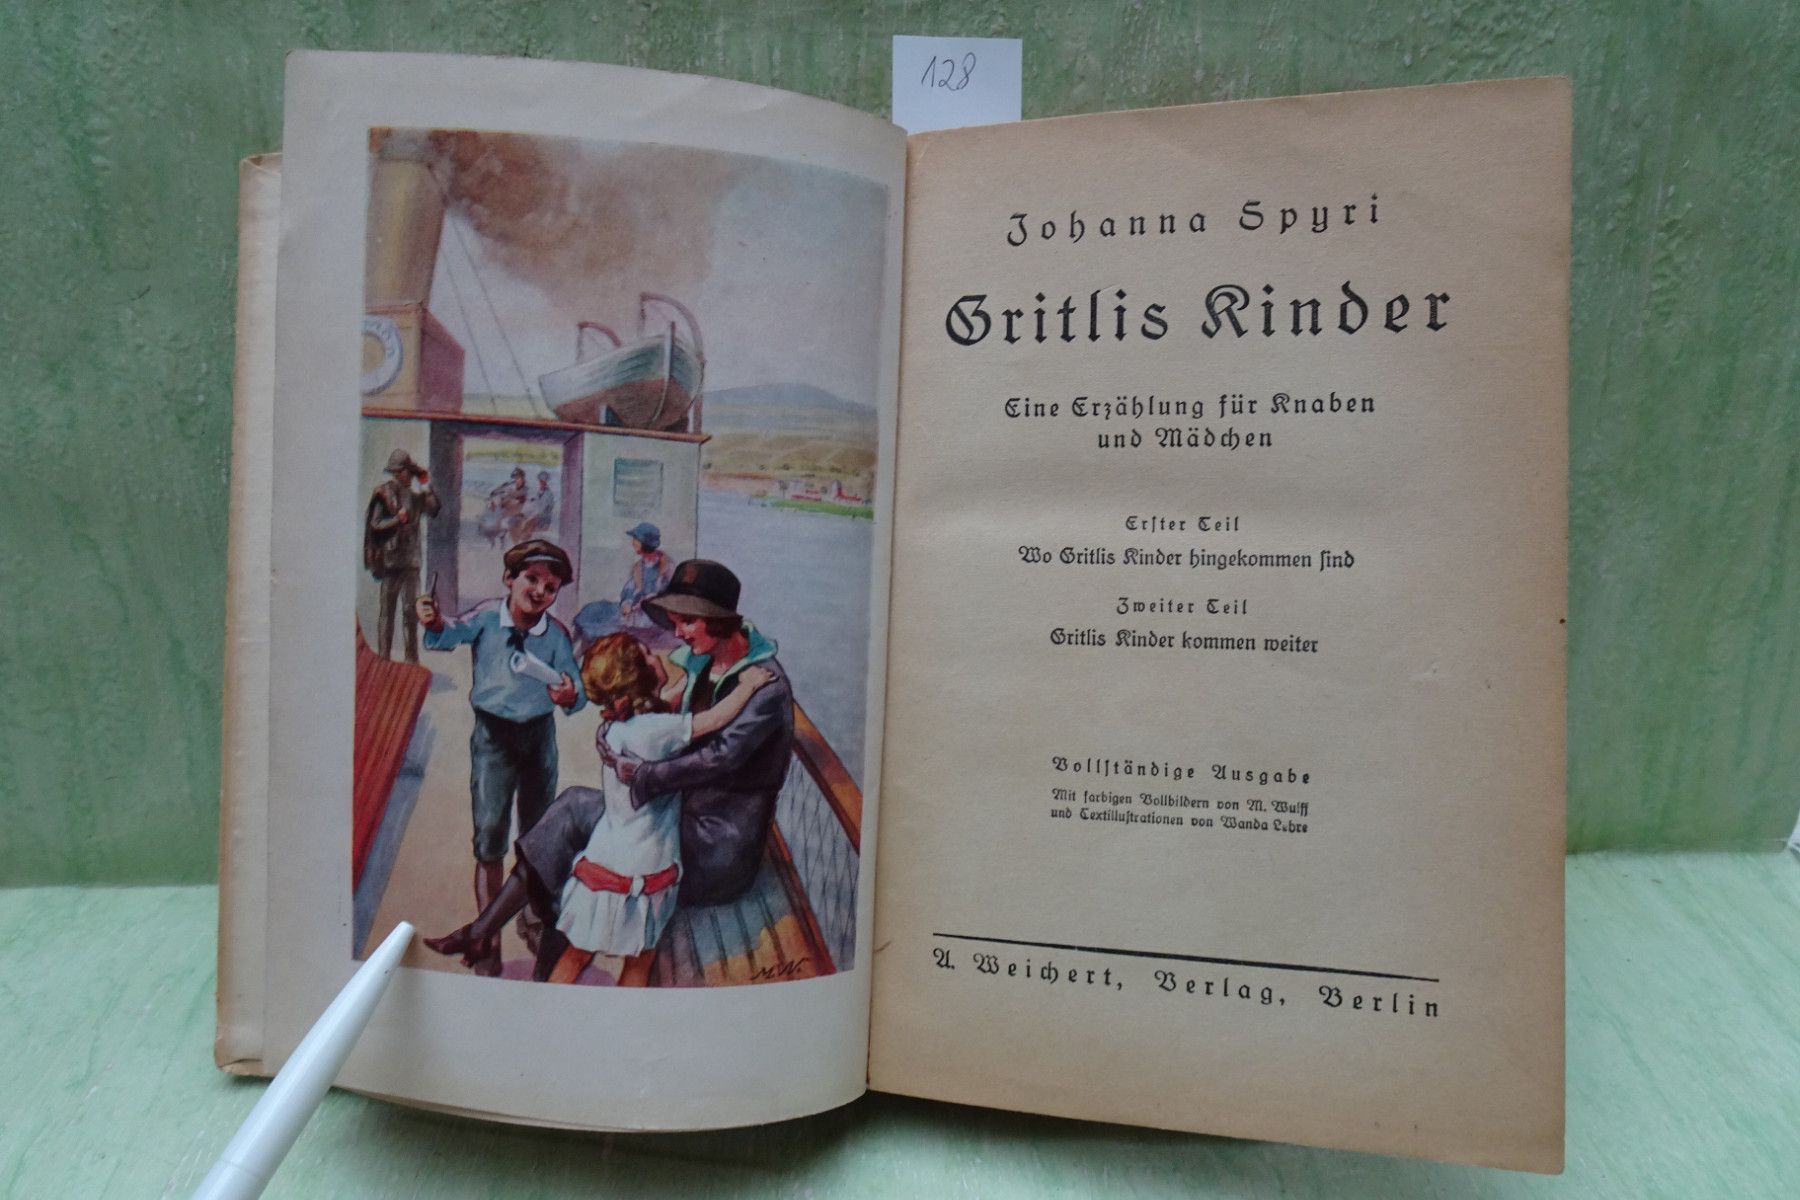 128
Johanna Spyri
Gritlis Kinder
Eine Erzählung für Knaben
und Mädchen
Erster Teil
Wo Gritlis Kinder hingekommen sind
Zweiter Teil
Gritlis Kinder kommen weiter
Vollständige Ausgabe
Mit farbigen Vollbildern von M. Wulff
und Textillustrationen von Wanda
A. Weichert, Verlag, Berlin
M.W.